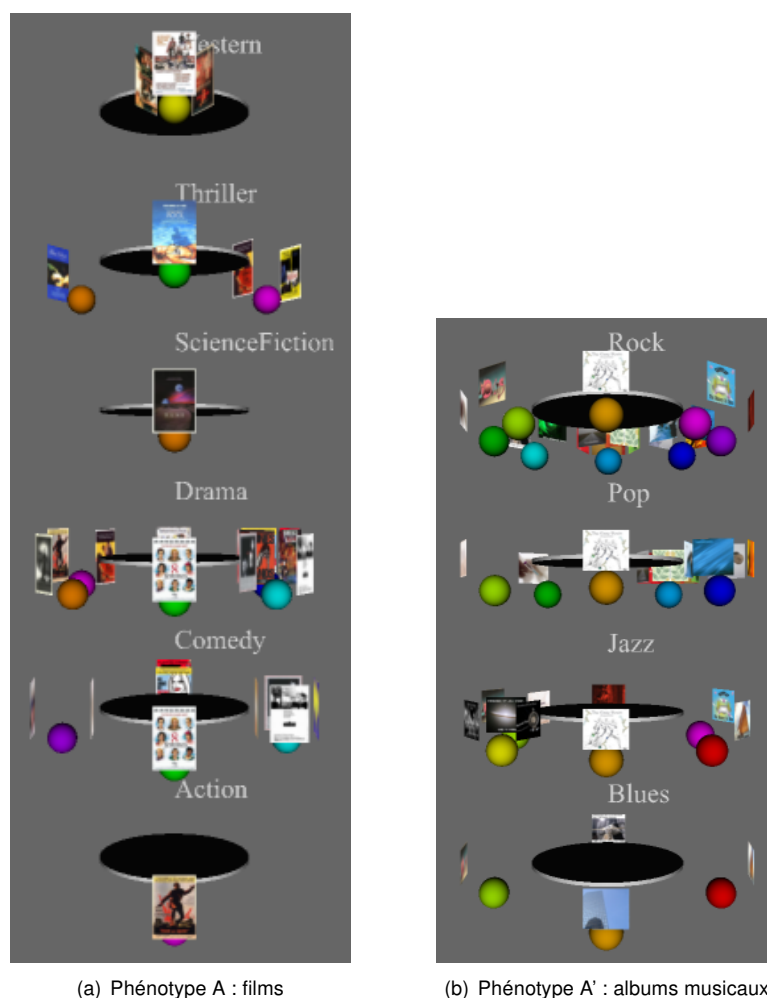 Western
Thriller
ScienceFiction
Drama
Comedy
Action
(a) Phénotype A : films
Rock
Pop
Jazz
Blues
(b) Phénotype A' : albums musicaux